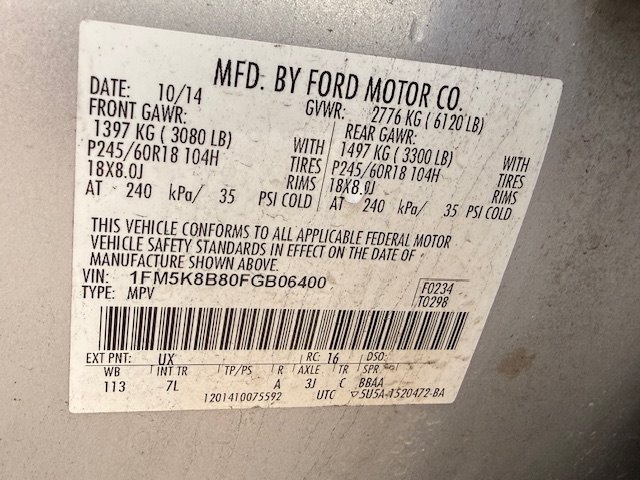 MFD. BY FORD MOTOR CO.
DATE: 10/14 GVWR: 2776 KG ( 6120 LB)
FRONT GAWR: REAR GAWR:
1397 KG ( 3080 LB) WITH 1497 KG ( 3300 LB) WITH
P245/60R18 104H TIRES P245/60R18 104H TIRES
18X8.0J RIMS 18X8.0J RIMS
AT 240 kPa/ 35 PSI COLD AT 240 kPa/ 35 PSI COLD
THIS VEHICLE CONFORMS TO ALL APPLICABLE FEDERAL MOTOR
VEHICLE SAFETY STANDARDS IN EFFECT ON THE DATE OF
MANUFACTURE SHOWN ABOVE.
VIN: 1FM5K8B80FGB06400 F0234
TYPE: MPV T0298
EXT PNT: UX RC: 16 DSO:
WB INT TR TP/PS R AXLE TR SPR
113 7L A 3J C BBAA
1201410075592 UTC ▽5U5A-1520472-BA